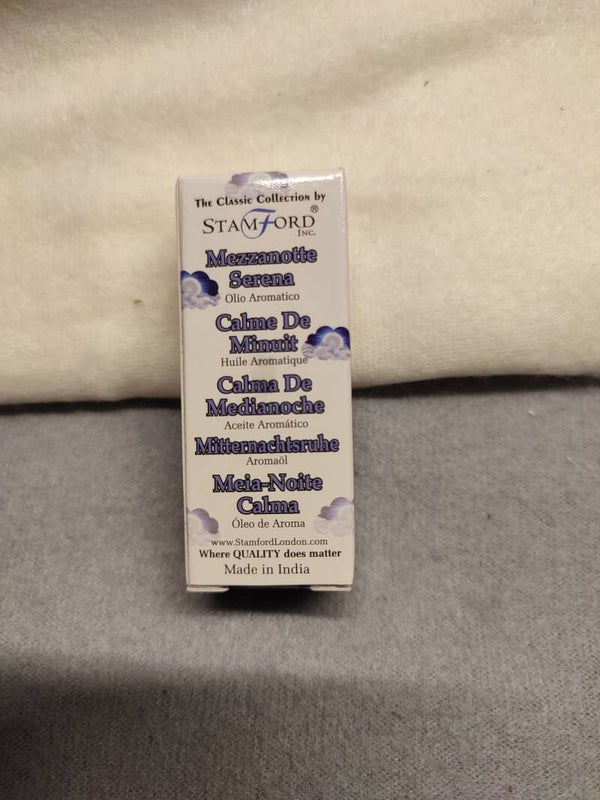 The Classic Collection by
STAMFORD®
INC.
Mezzanotte
Serena
Olio Aromatico
Calme De
Minuit
Huile Aromatique
Calma De
Medianoche
Aceite Aromático
Mitternachtsruhe
Aromaöl
Meia-Noite
Calma
Óleo de Aroma
www.StamfordLondon.com
Where QUALITY does matter
Made in India